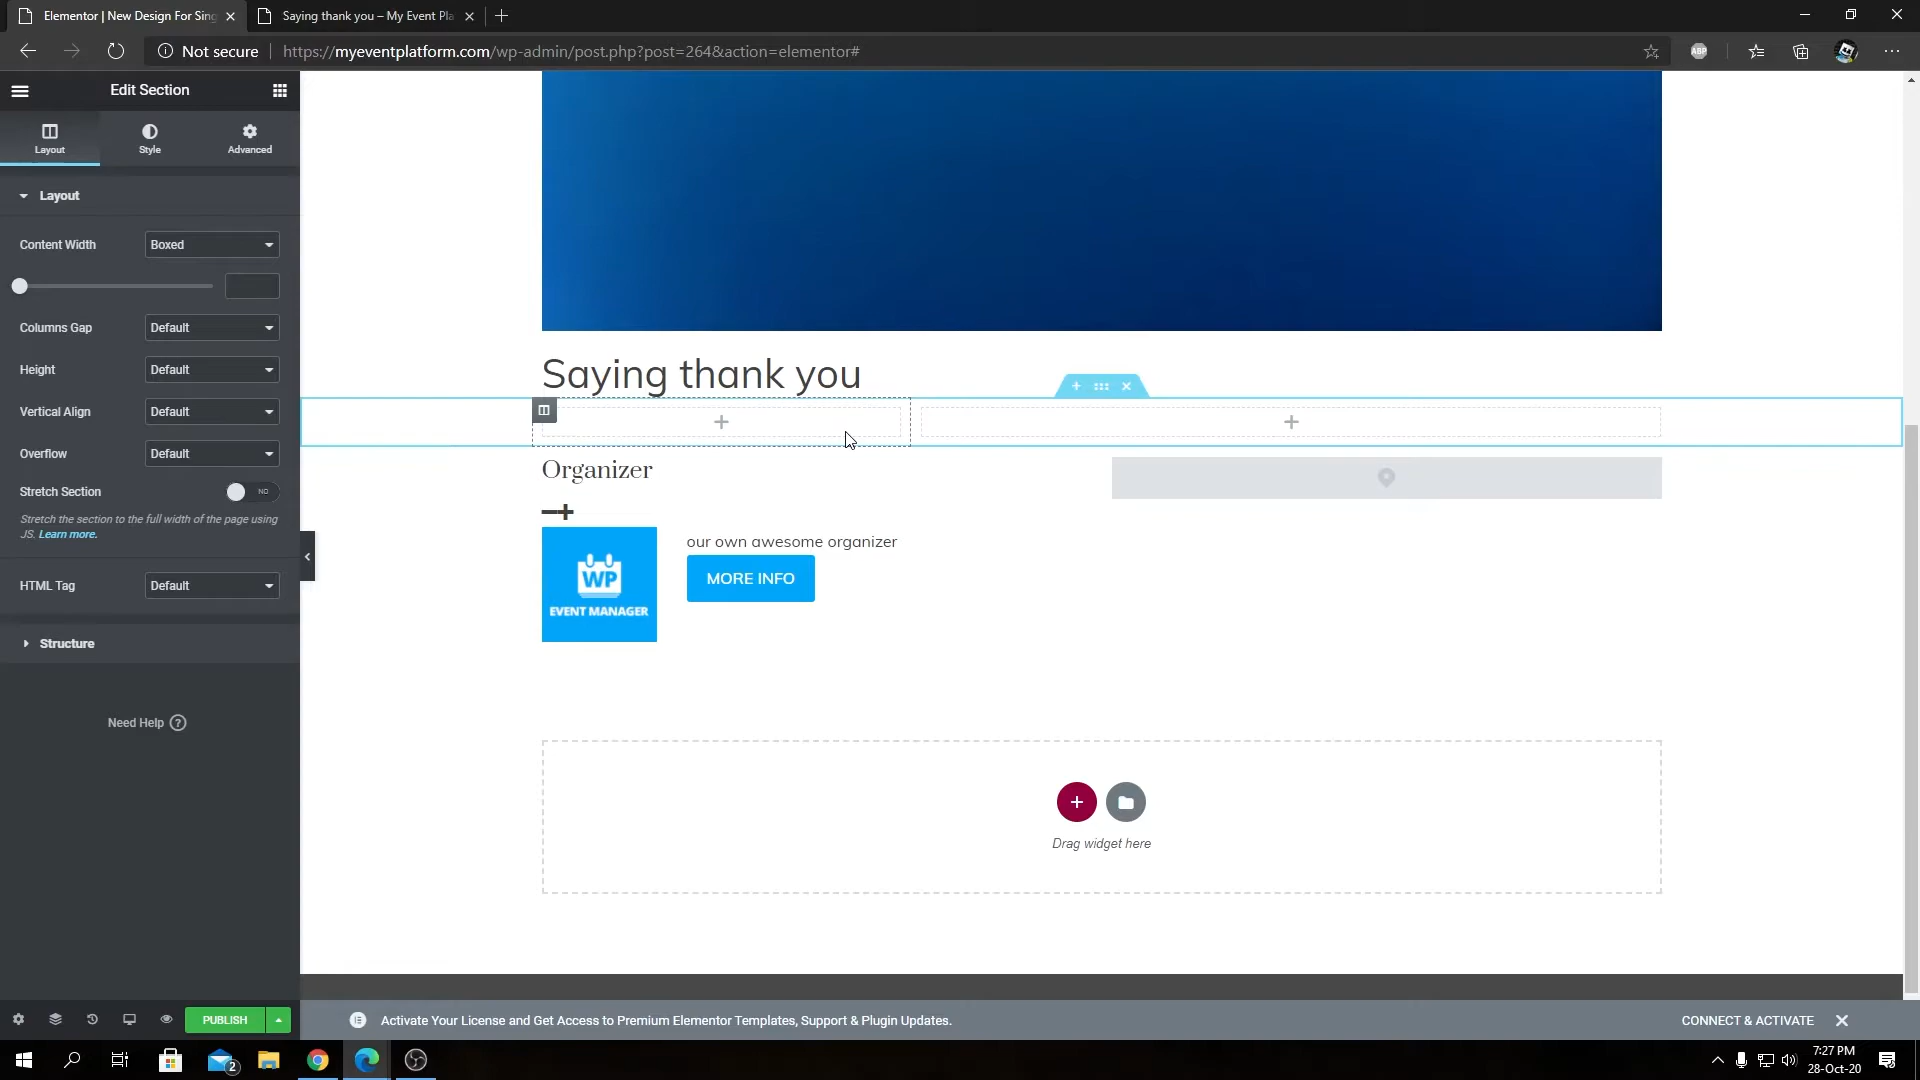 Elementor | New Design For Sing
Saying thank you – My Event Pla
Not secure
https://myeventplatform.com/wp-admin/post.php?post=264&action=elementor#
ABP
Edit Section
Layout
Style
Advanced
Layout
Content Width
Boxed
Columns Gap
Default
Height
Default
Vertical Align
Default
Overflow
Default
Stretch Section
NO
Stretch the section to the full width of the page using
JS. Learn more.
HTML Tag
Default
Structure
Need Help
PUBLISH
Saying thank you
Organizer
WP
EVENT MANAGER
our own awesome organizer
MORE INFO
Drag widget here
Activate Your License and Get Access to Premium Elementor Templates, Support & Plugin Updates.
CONNECT & ACTIVATE
2
7:27 PM
28-Oct-20